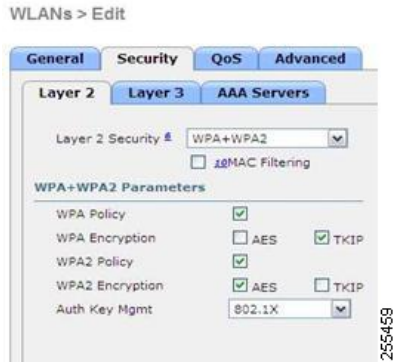 WLANs > Edit
General Security QoS Advanced
Layer 2 Layer 3 AAA Servers
Layer 2 Security 6 WPA+WPA2
10 MAC Filtering
WPA+WPA2 Parameters
WPA Policy
WPA Encryption AES TKIP
WPA2 Policy
WPA2 Encryption AES TKIP
Auth Key Mgmt 802.1X
255459